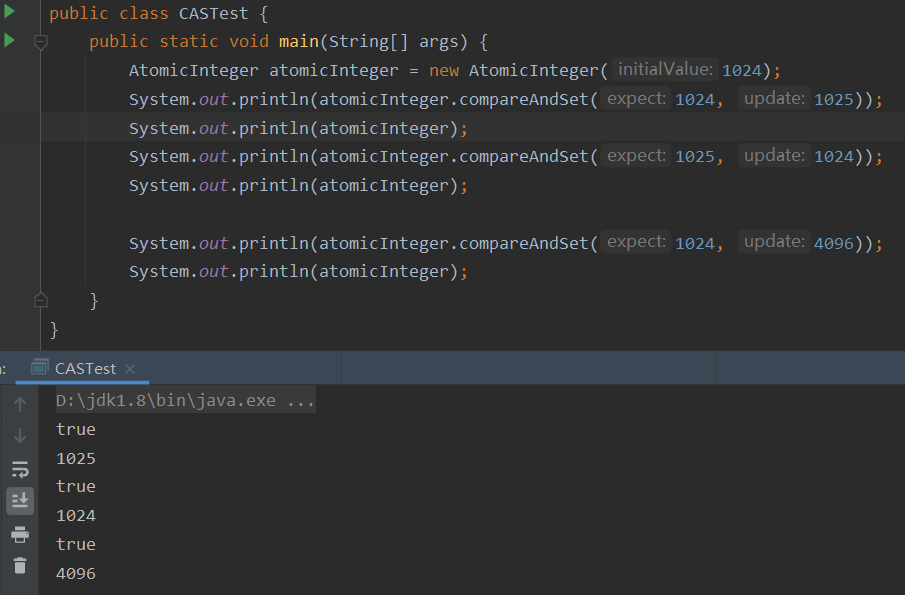 public class CASTest {
public static void main(String[] args) {
AtomicInteger atomicInteger = new AtomicInteger( initialValue: 1024);
System.out.println(atomicInteger.compareAndSet( expect: 1024, update: 1025));
System.out.println(atomicInteger);
System.out.println(atomicInteger.compareAndSet( expect: 1025, update: 1024));
System.out.println(atomicInteger);
System.out.println(atomicInteger.compareAndSet( expect: 1024, update: 4096));
System.out.println(atomicInteger);
}
}
: CASTest ×
D:\jdk1.8\bin\java.exe ...
true
1025
true
1024
true
4096